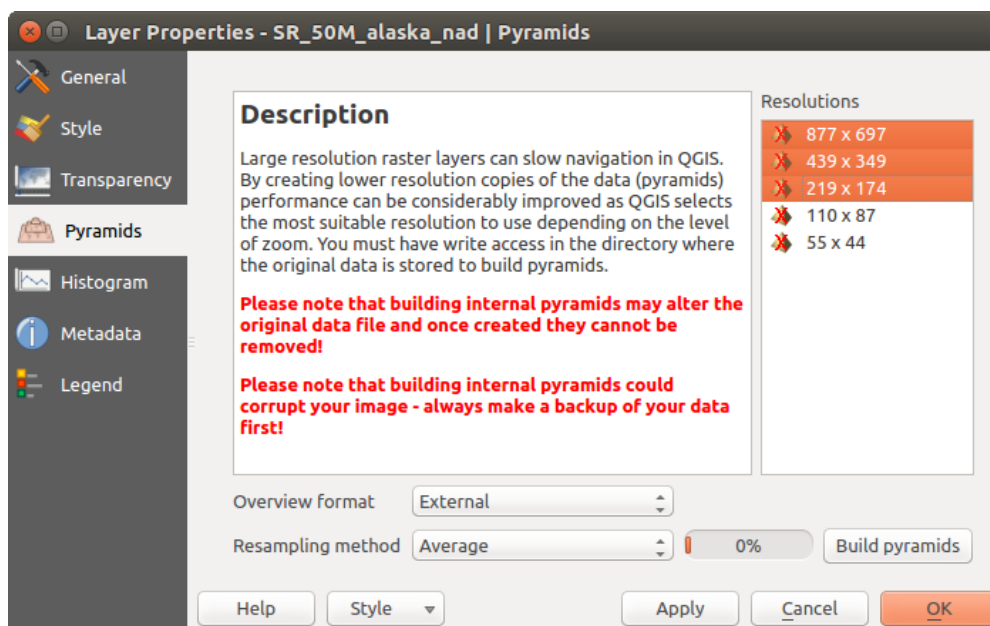 Layer Properties - SR_50M_alaska_nad | Pyramids
General
Style
Transparency
Pyramids
Histogram
Metadata
Legend
Description
Large resolution raster layers can slow navigation in QGIS.
By creating lower resolution copies of the data (pyramids)
performance can be considerably improved as QGIS selects
the most suitable resolution to use depending on the level
of zoom. You must have write access in the directory where
the original data is stored to build pyramids.
Please note that building internal pyramids may alter the
original data file and once created they cannot be
removed!
Please note that building internal pyramids could
corrupt your image - always make a backup of your data
first!
Resolutions
877 x 697
439 x 349
219 x 174
110 x 87
55 x 44
Overview format External
Resampling method Average 0% Build pyramids
Help Style Apply Cancel OK